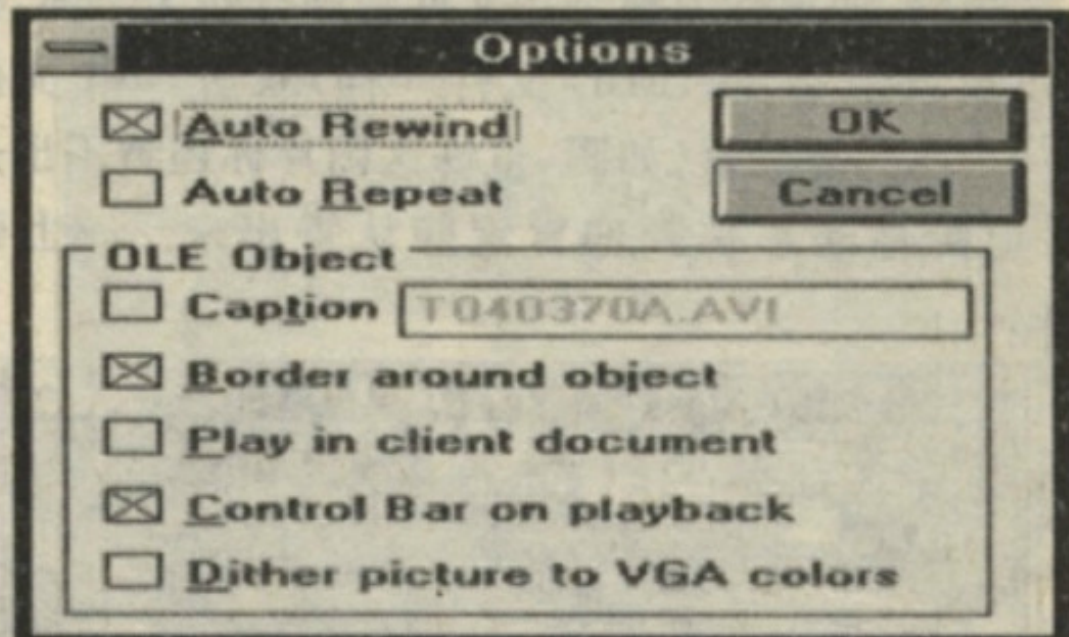 Options
Auto Rewind
OK
Auto Repeat
Cancel
OLE Object
Caption T040370A.AVI
Border around object
Play in client document
Control Bar on playback
Dither picture to VGA colors